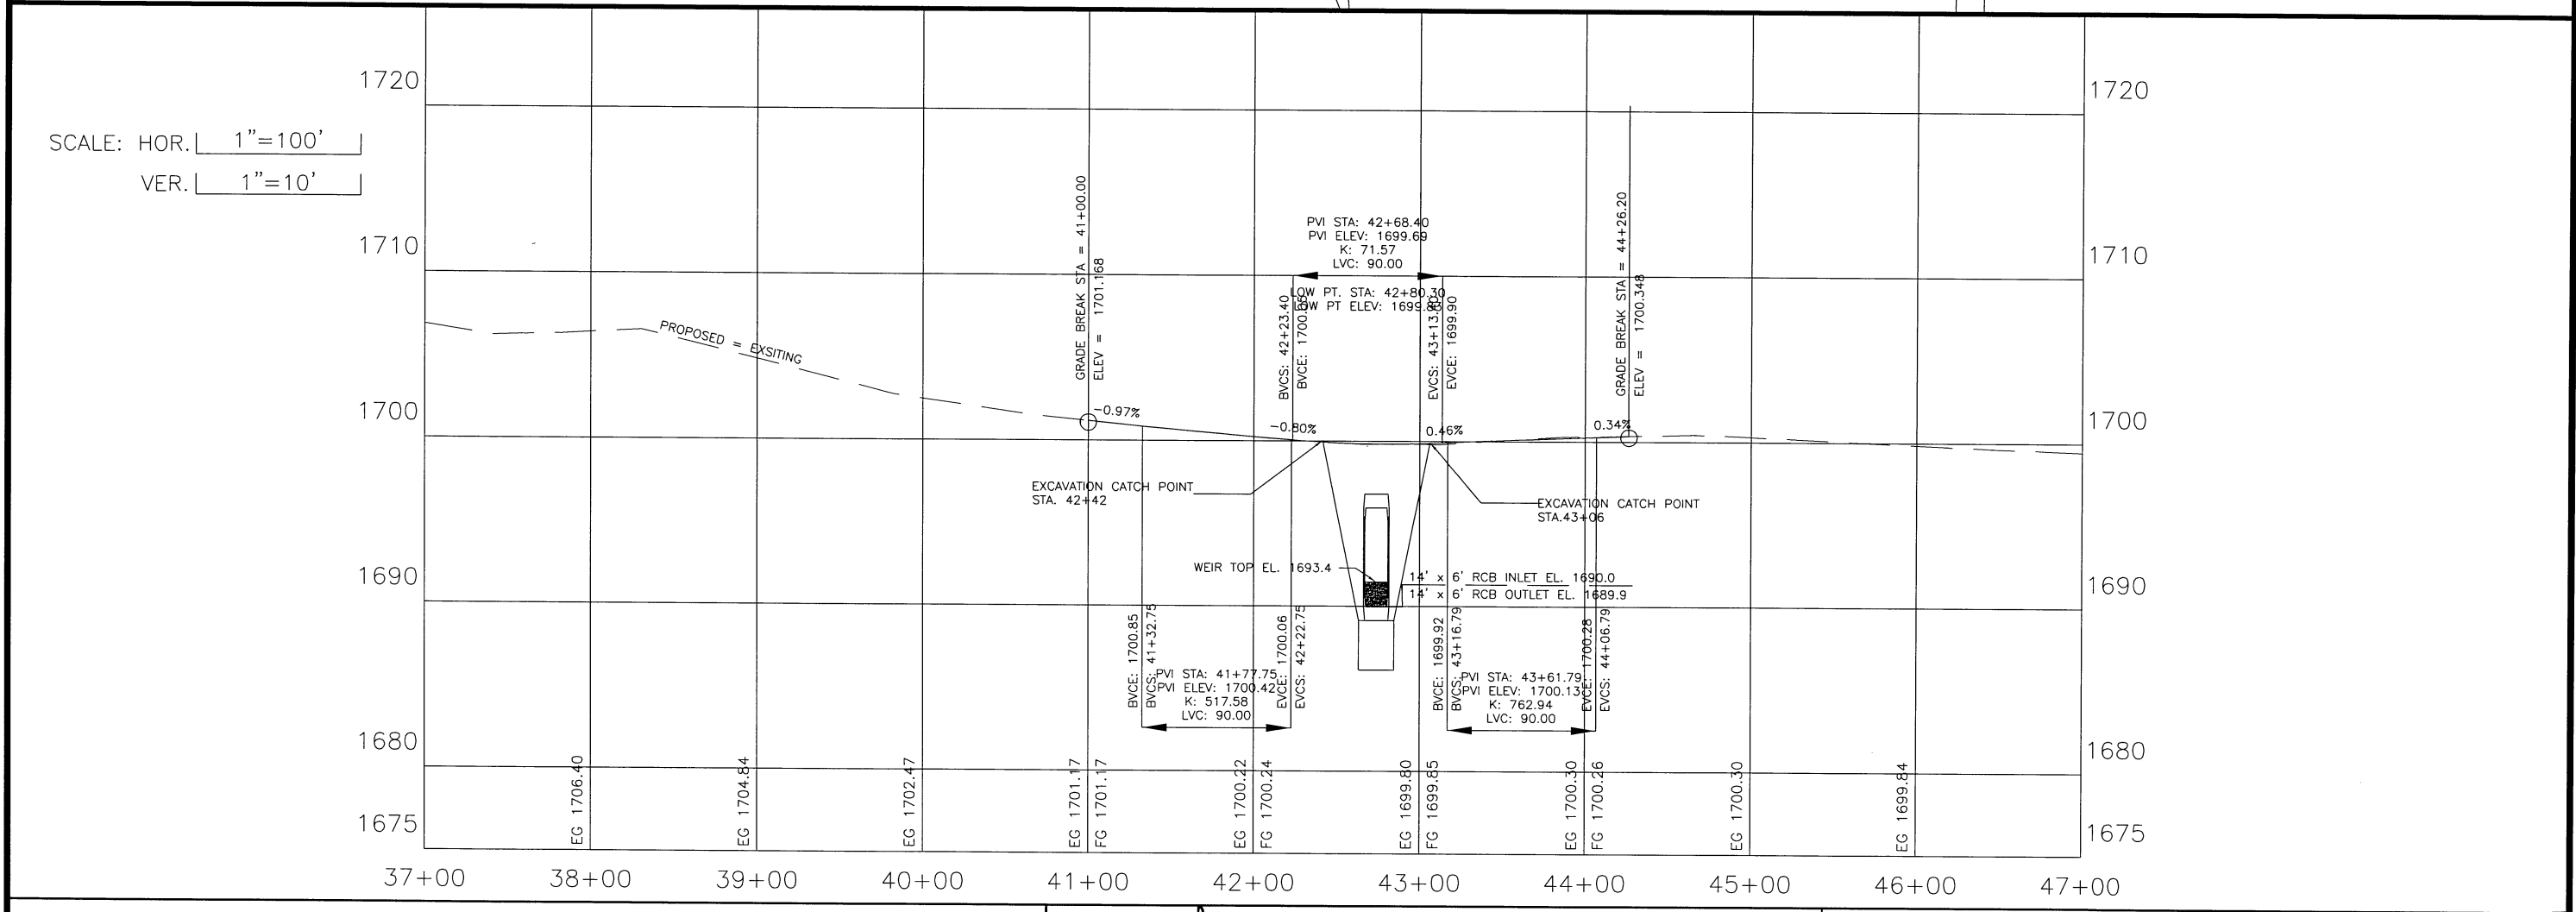 1720
1720
SCALE: HOR. 1"=100'
VER. 1"=10'
1710
1710
1700
1700
1690
1690
1680
1680
1675
1675
PROPOSED = EXSITING
GRADE BREAK STA = 41+00.00
ELEV = 1701.168
-0.97%
PVI STA: 42+68.40
PVI ELEV: 1699.69
K: 71.57
LVC: 90.00
LOW PT. STA: 42+80.30
LOW PT ELEV:
BVCS: 42+23.40
BVCE: 1700.05
EVCS:
EVCE: 1699.90
GRADE BREAK STA = 44+26.20
ELEV = 1700.348
-0.80%
0.46%
0.34%
EXCAVATION CATCH POINT
STA. 42+42
EXCAVATION CATCH POINT
STA.43+06
WEIR TOP EL. 1693.4
14' x 6' RCB INLET EL. 1690.0
14' x 6' RCB OUTLET EL. 1689.9
BVCE: 1700.85
BVCS: 41+32.75
PVI STA: 41+77.75
PVI ELEV: 1700.42
K: 517.58
LVC: 90.00
EVCE: 1700.06
EVCS: 42+22.75
BVCE: 1699.92
BVCS: 43+16.79
PVI STA: 43+61.79
PVI ELEV: 1700.13
K: 762.94
LVC: 90.00
EVCE: 1700.28
EVCS: 44+06.79
EG 1706.40
EG 1704.84
EG 1702.47
EG 1701.17
FG 1701.17
EG 1700.22
FG 1700.24
EG 1699.80
FG 1699.85
EG 1700.30
FG 1700.26
EG 1700.30
EG 1699.84
37+00
38+00
39+00
40+00
41+00
42+00
43+00
44+00
45+00
46+00
47+00